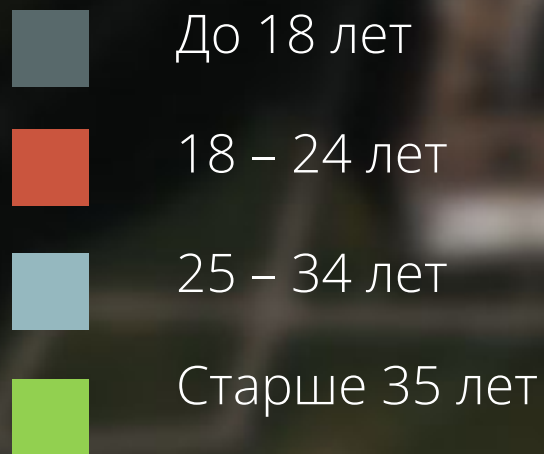 До 18 лет
18 – 24 лет
25 – 34 лет
Старше 35 лет